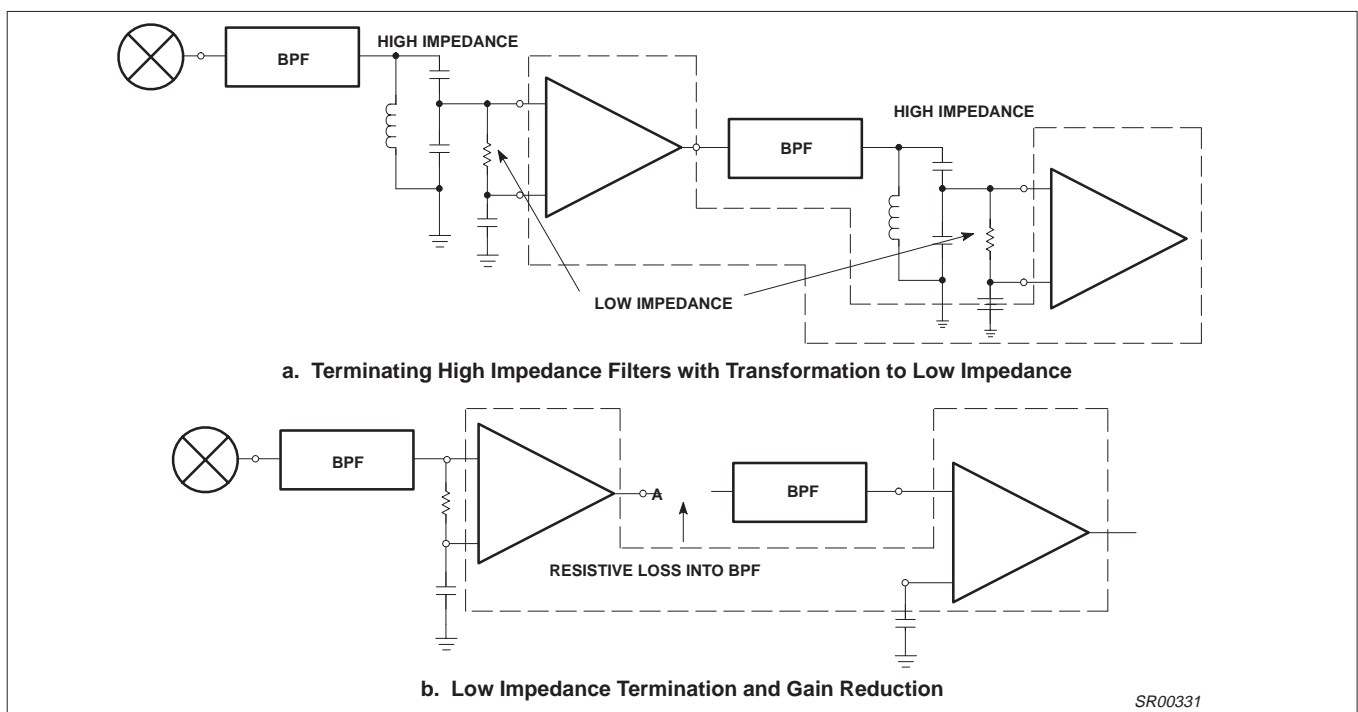 HIGH IMPEDANCE
BPF
HIGH IMPEDANCE
BPF
LOW IMPEDANCE
a. Terminating High Impedance Filters with Transformation to Low Impedance
BPF
A
BPF
RESISTIVE LOSS INTO BPF
b. Low Impedance Termination and Gain Reduction
SR00331